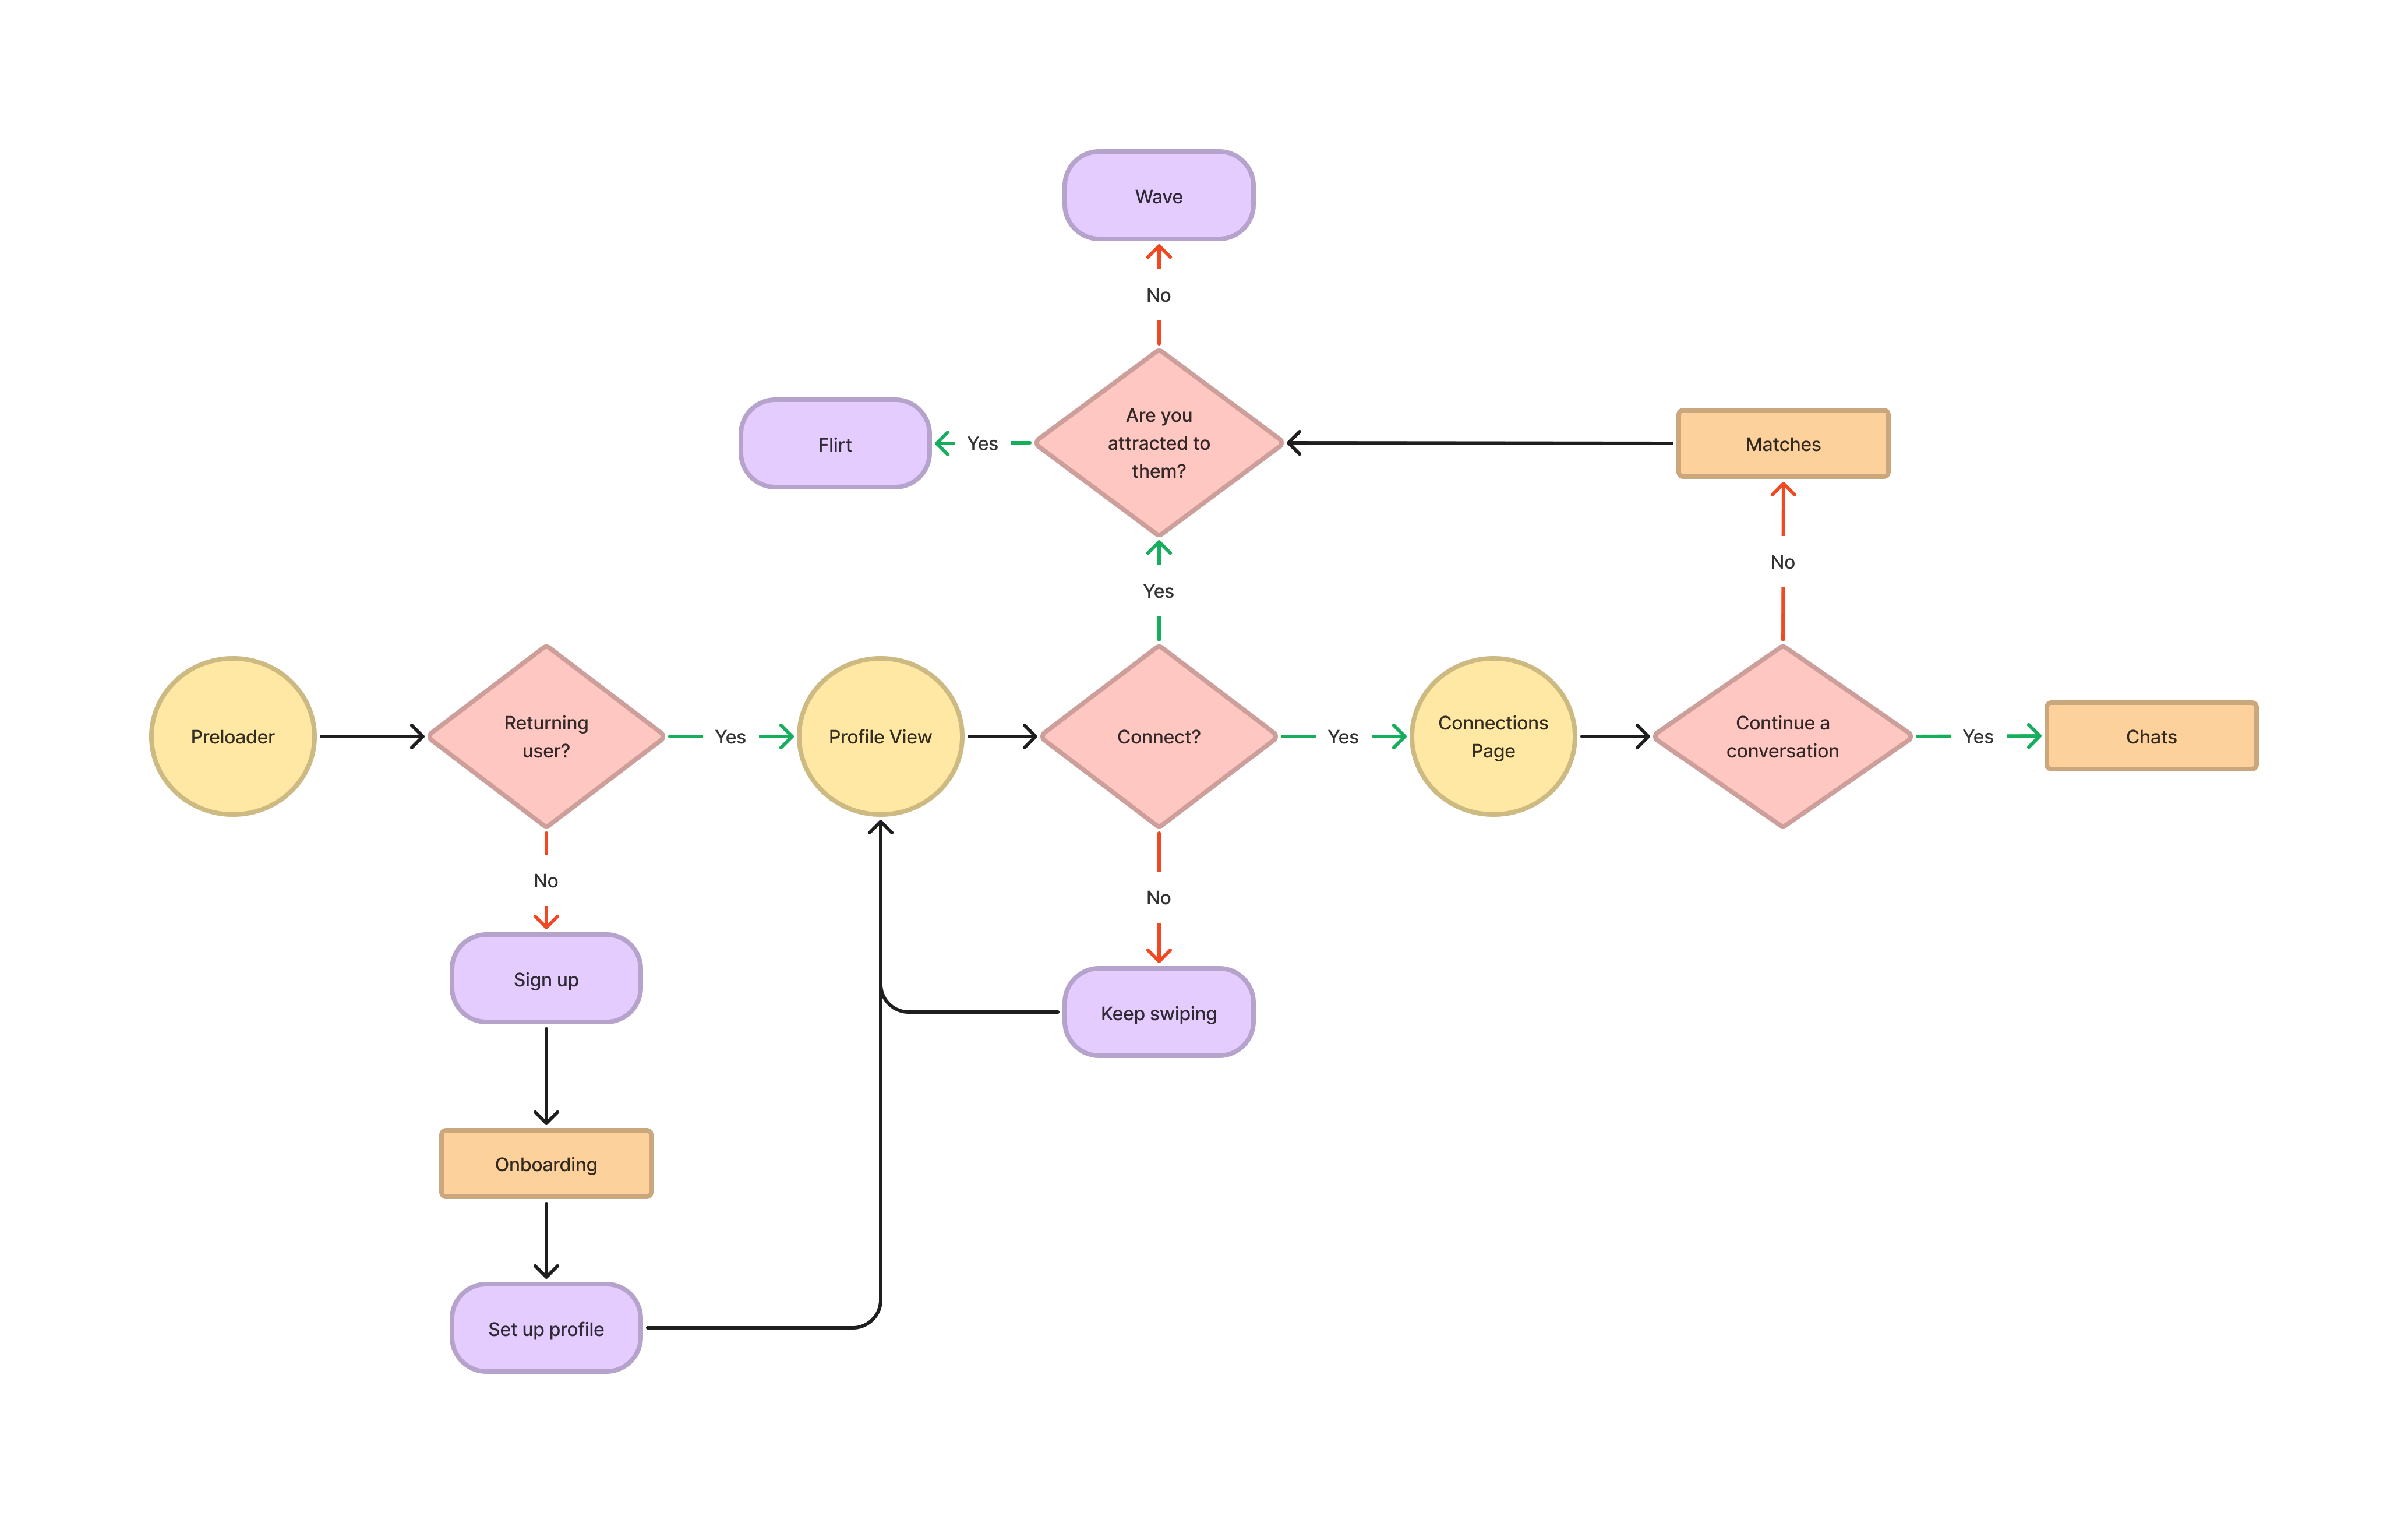 Wave
No
Are you
attracted to
them?
Flirt
Yes
Matches
Yes
No
Preloader
Returning
user?
Yes
Profile View
Connect?
Yes
Connections
Page
Continue a
conversation
Yes
Chats
No
No
Sign up
Keep swiping
Onboarding
Set up profile